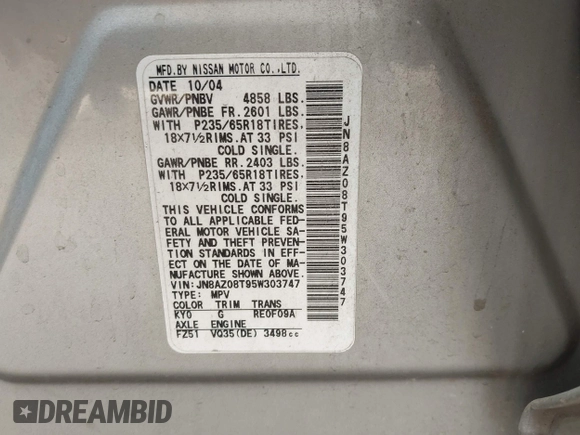 MFD.BY NISSAN MOTOR CO.,LTD.
DATE 10/04
GVWR/PNBV 4858 LBS.
GAWR/PNBE FR. 2601 LBS.
WITH P235/65R18TIRES.
18X7½RIMS.AT 33 PSI
COLD SINGLE.
GAWR/PNBE RR. 2403 LBS.
WITH P235/65R18TIRES.
18X7½RIMS.AT 33 PSI
COLD SINGLE.
THIS VEHICLE CONFORMS
TO ALL APPLICABLE FED-
ERAL MOTOR VEHICLE SA-
FETY AND THEFT PREVEN-
TION STANDARDS IN EFF-
ECT ON THE DATE OF MA-
NUFACTURE SHOWN ABOVE.
VIN:JN8AZ08T95W303747
TYPE: MPV
COLOR TRIM TRANS
KY0 G RE0F09A
AXLE ENGINE
FZ51 VQ35(DE) 3498cc
JN8AZ08T95W303747
DREAMBID